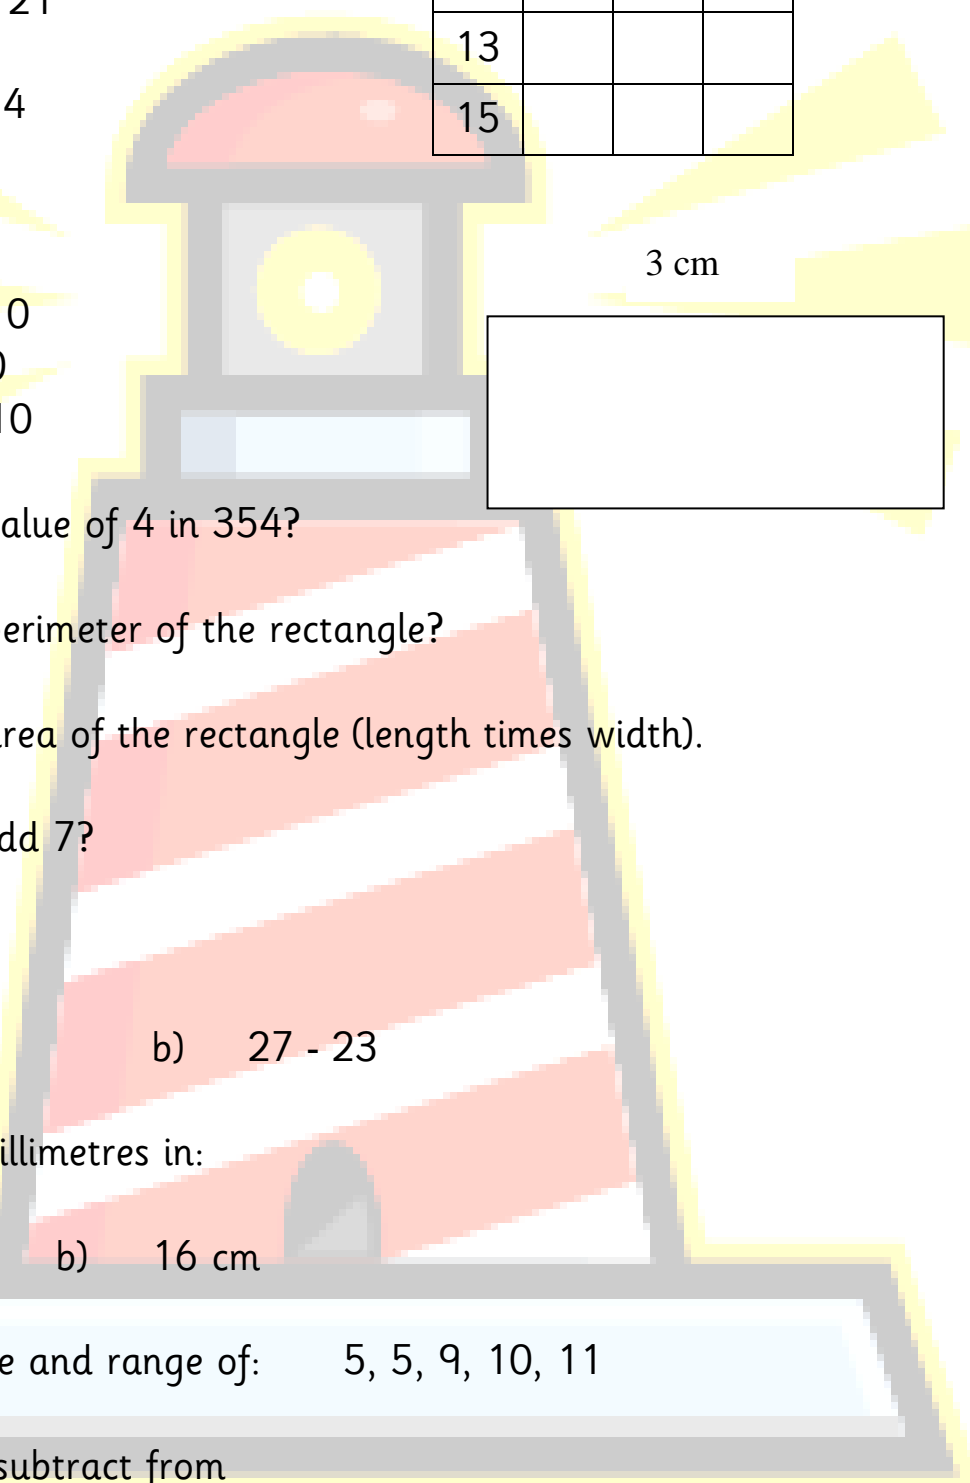 21
13
4
15
3 cm
0
0
10
alue of 4 in 354?
erimeter of the rectangle?
rea of the rectangle (length times width).
dd 7?
b) 27 - 23
illimetres in:
b) 16 cm
e and range of: 5, 5, 9, 10, 11
subtract from